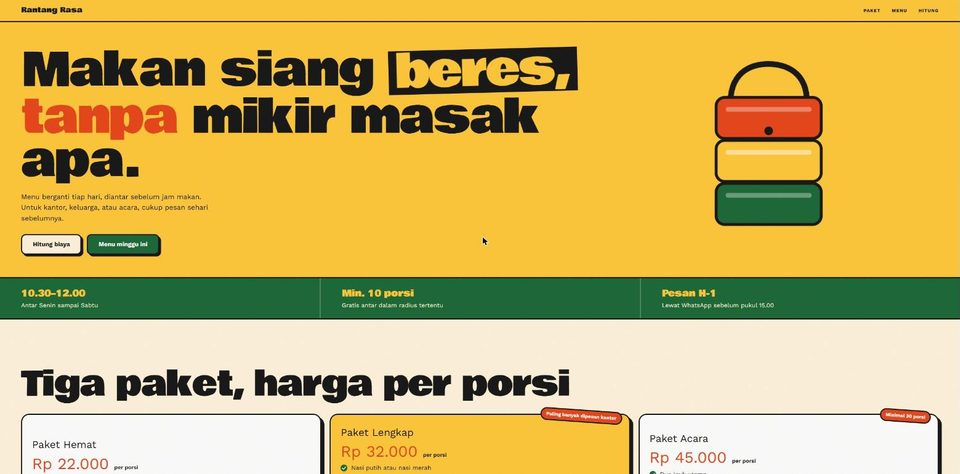 Rantang Rasa
PAKET MENU HITUNG
Makan siang beres,
tanpa mikir masak
apa.
Menu berganti tiap hari, diantar sebelum jam makan.
Untuk kantor, keluarga, atau acara, cukup pesan sehari
sebelumnya.
Hitung biaya Menu minggu ini
10.30–12.00
Antar Senin sampai Sabtu
Min. 10 porsi
Gratis antar dalam radius tertentu
Pesan H-1
Lewat WhatsApp sebelum pukul 15.00
Tiga paket, harga per porsi
Paket Hemat
Rp 22.000 per porsi
Paling banyak dipesan kantor
Paket Lengkap
Rp 32.000 per porsi
Nasi putih atau nasi merah
Minimal 30 porsi
Paket Acara
Rp 45.000 per porsi